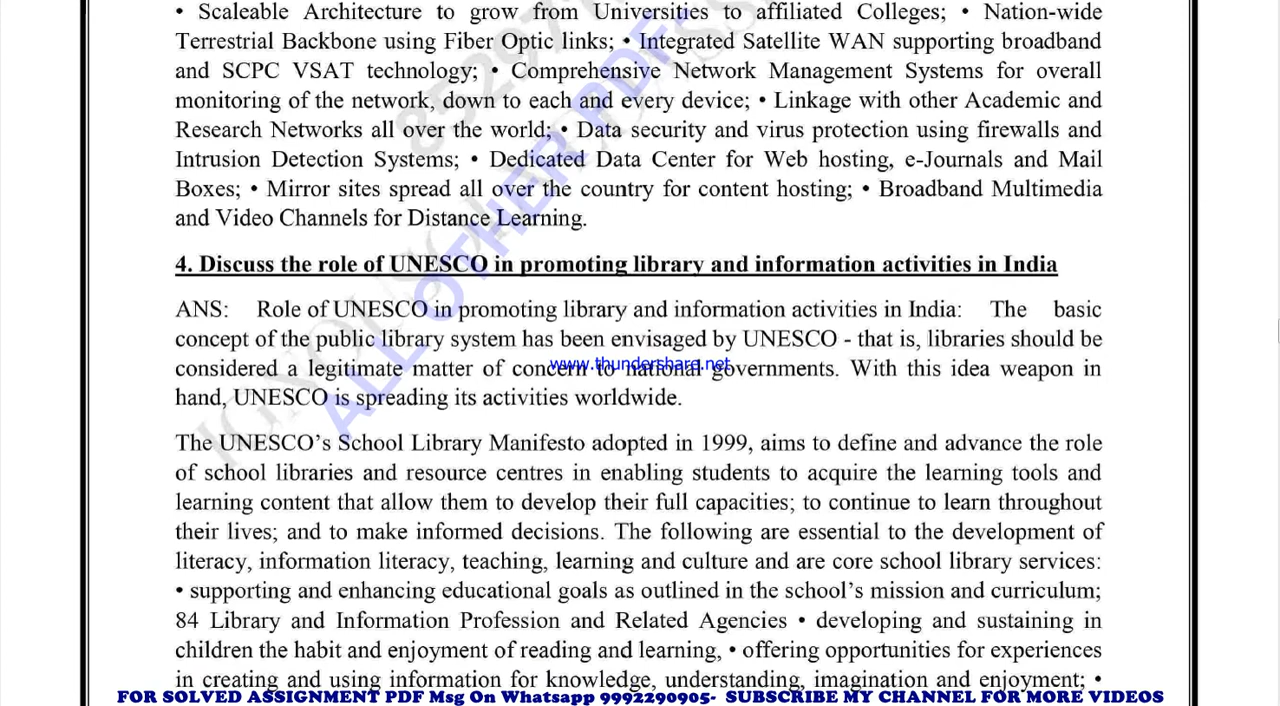 • Scaleable Architecture to grow from Universities to affiliated Colleges; • Nation-wide
Terrestrial Backbone using Fiber Optic links; • Integrated Satellite WAN supporting broadband
and SCPC VSAT technology; • Comprehensive Network Management Systems for overall
monitoring of the network, down to each and every device; • Linkage with other Academic and
Research Networks all over the world; • Data security and virus protection using firewalls and
Intrusion Detection Systems; • Dedicated Data Center for Web hosting, e-Journals and Mail
Boxes; • Mirror sites spread all over the country for content hosting; • Broadband Multimedia
and Video Channels for Distance Learning.
4. Discuss the role of UNESCO in promoting library and information activities in India
ANS: Role of UNESCO in promoting library and information activities in India: The basic
concept of the public library system has been envisaged by UNESCO - that is, libraries should be
considered a legitimate matter of concern to national governments. With this idea weapon in
www.thundershare.net
hand, UNESCO is spreading its activities worldwide.
The UNESCO’s School Library Manifesto adopted in 1999, aims to define and advance the role
of school libraries and resource centres in enabling students to acquire the learning tools and
learning content that allow them to develop their full capacities; to continue to learn throughout
their lives; and to make informed decisions. The following are essential to the development of
literacy, information literacy, teaching, learning and culture and are core school library services:
• supporting and enhancing educational goals as outlined in the school’s mission and curriculum;
84 Library and Information Profession and Related Agencies • developing and sustaining in
children the habit and enjoyment of reading and learning, • offering opportunities for experiences
in creating and using information for knowledge, understanding, imagination and enjoyment; •
FOR SOLVED ASSIGNMENT PDF Msg On Whatsapp 9992290905- SUBSCRIBE MY CHANNEL FOR MORE VIDEOS
ALL OTHER PDF